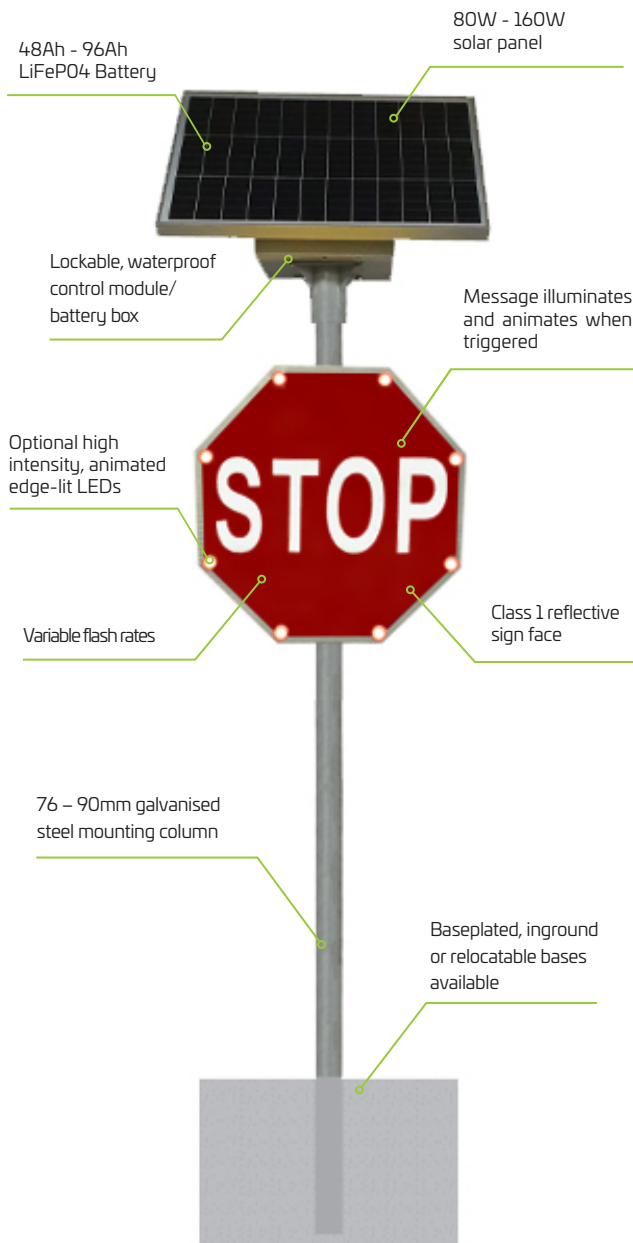 80W - 160W
solar panel
48Ah - 96Ah
LiFePO4 Battery
Lockable, waterproof
control module/
battery box
Message illuminates
and animates when
triggered
Optional high
intensity, animated
edge-lit LEDs
STOP
Variable flash rates
Class 1 reflective
sign face
76 – 90mm galvanised
steel mounting column
Baseplated, inground
or relocatable bases
available